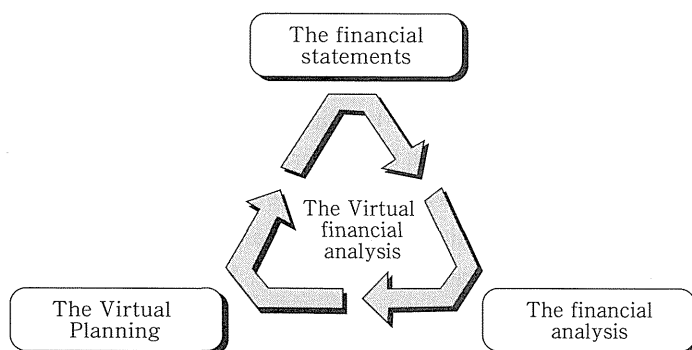 The financial
statements
The Virtual
financial
analysis
The Virtual
Planning
The financial
analysis